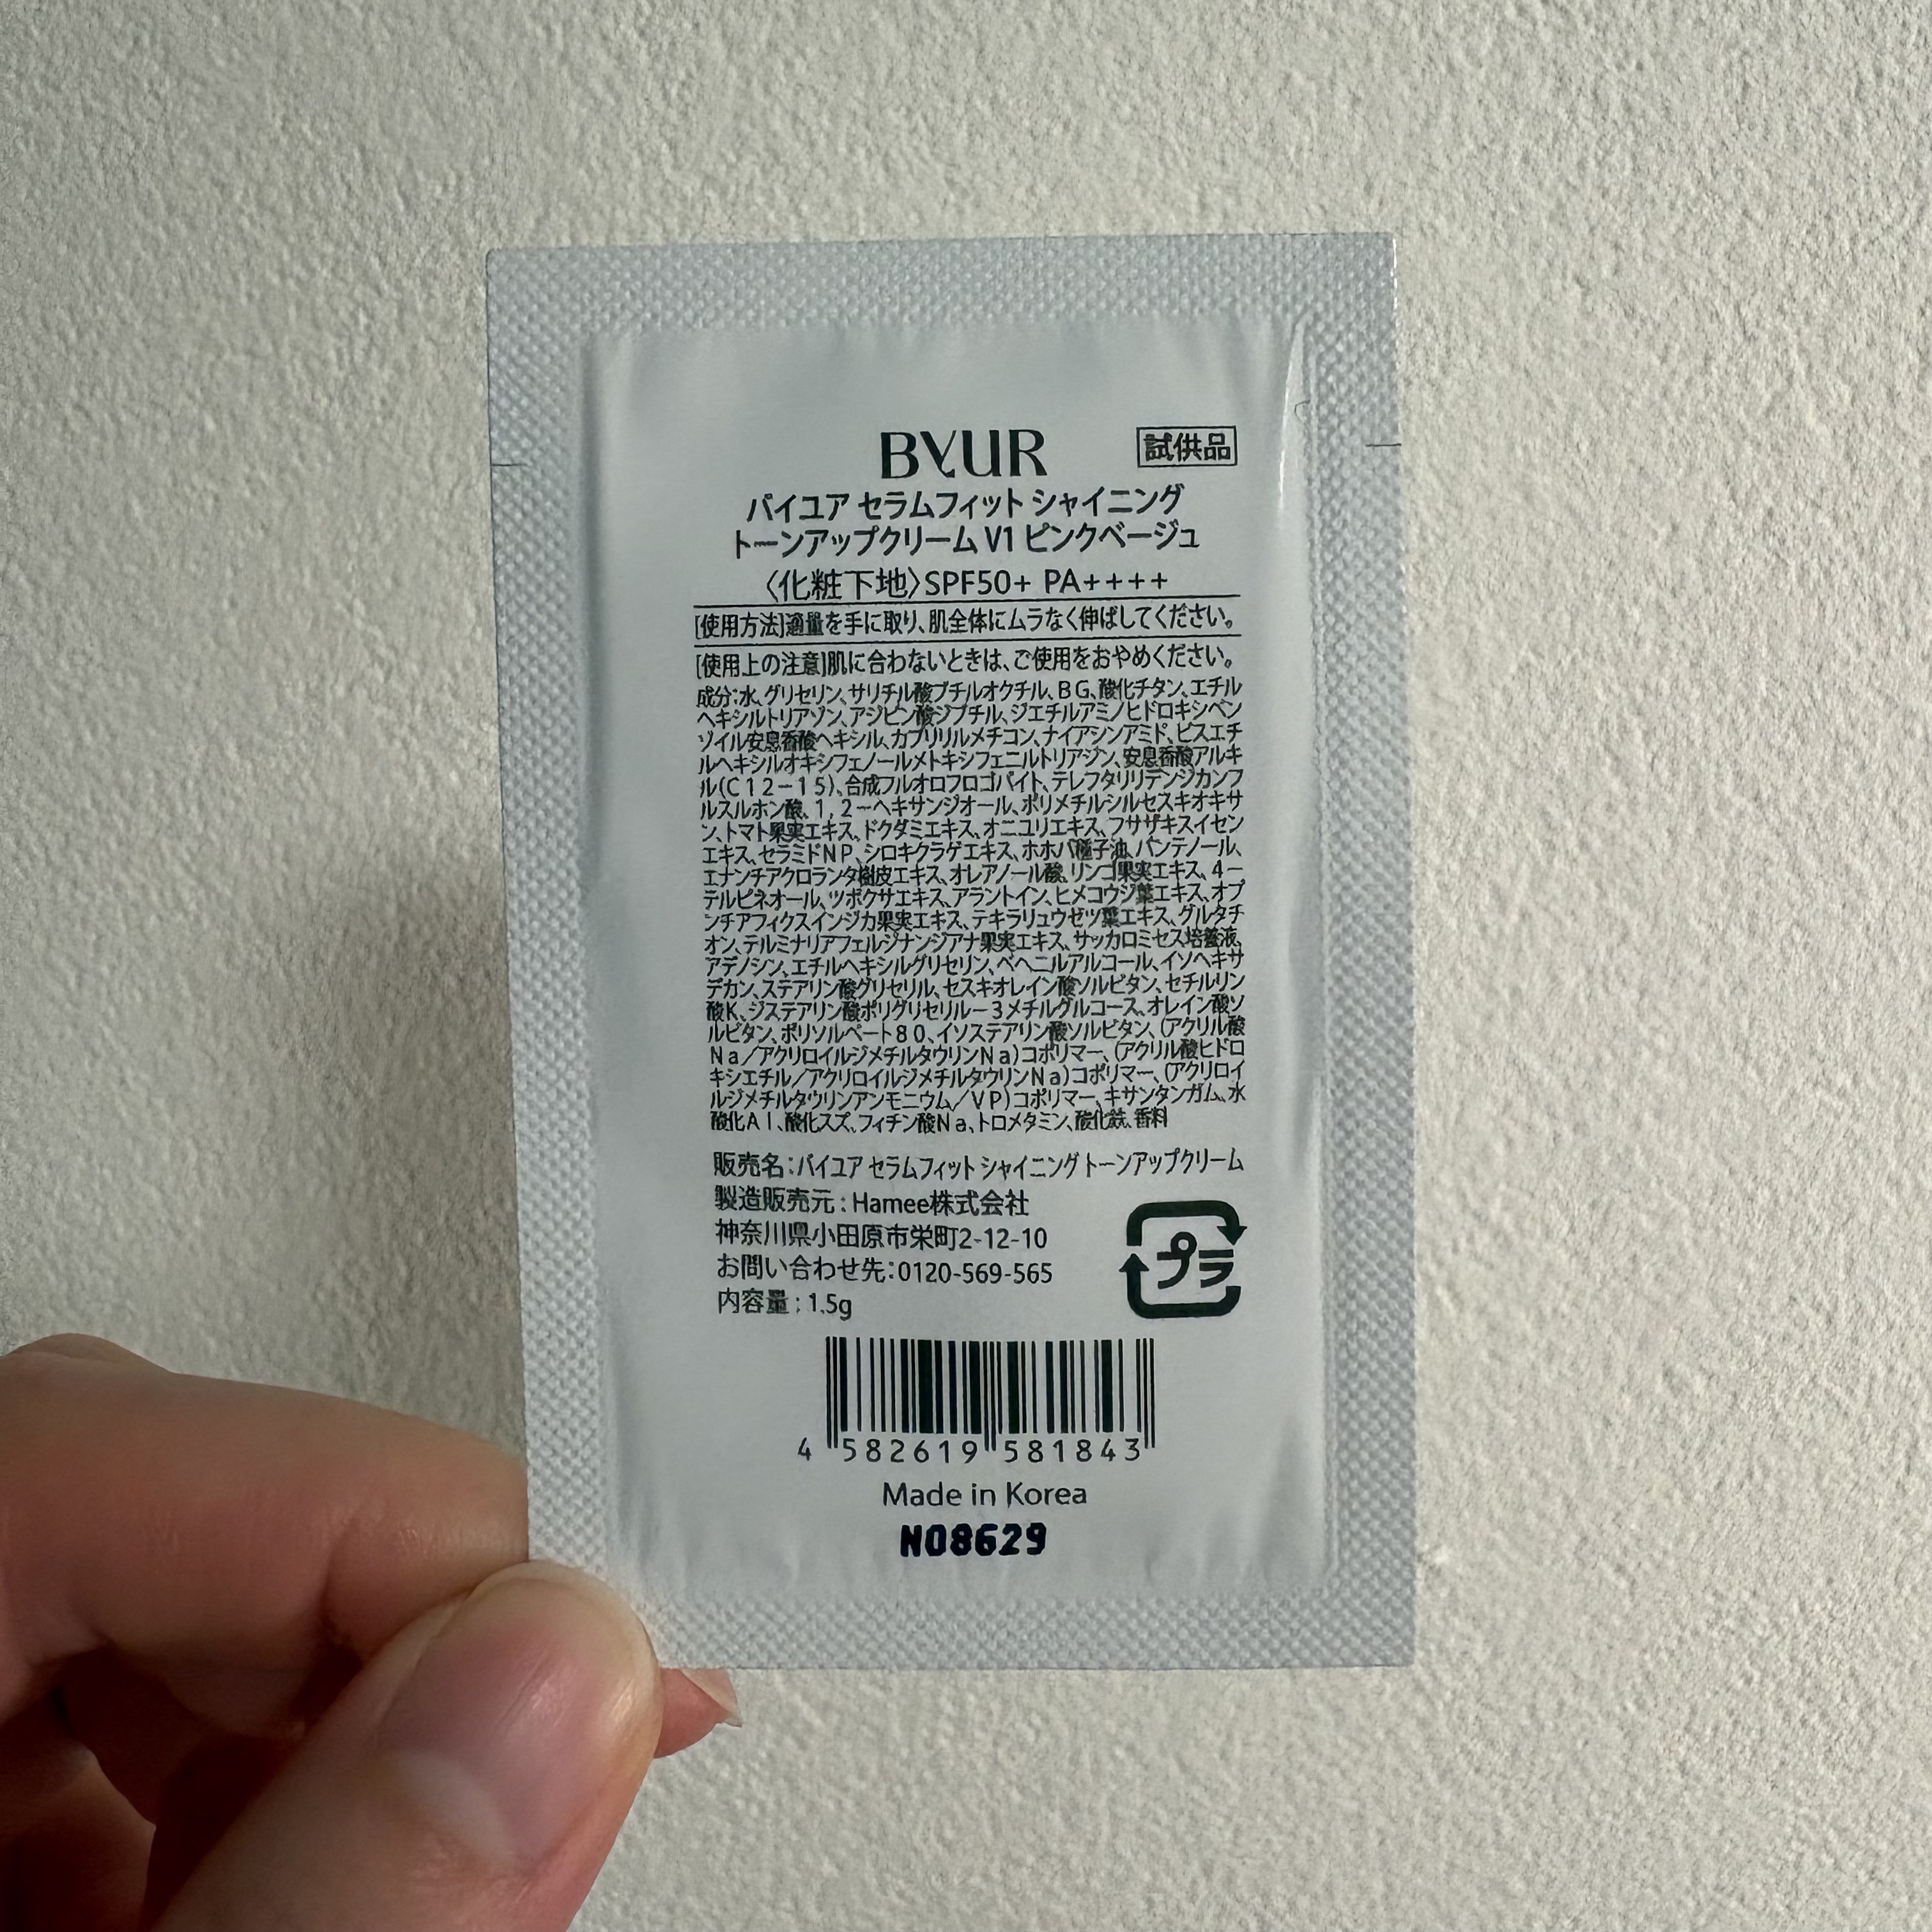 BYUR
試供品
バイユア セラムフィット シャイニング
トーンアップクリーム V1 ピンクベージュ
〈化粧下地〉SPF50+ PA++++
[使用方法]適量を手に取り、肌全体にムラなく伸ばしてください。
[使用上の注意]肌に合わないときは、ご使用をおやめください。
成分:水、グリセリン、サリチル酸ブチルオクチル、BG、酸化チタン、エチル
ヘキシルトリアゾン、アジピン酸ジブチル、ジエチルアミノヒドロキシベン
ゾイル安息香酸ヘキシル、カプリリルメチコン、ナイアシンアミド、ビスエチ
ルヘキシルオキシフェノールメトキシフェニルトリアジン、安息香酸アルキ
ル(C12-15)、合成フルオロフロゴパイト、テレフタリリデンジカンフ
ルスルホン酸、1,2-ヘキサンジオール、ポリメチルシルセスキオキサ
ン、トマト果実エキス、ドクダミエキス、オニユリエキス、フサザキスイセン
エキス、セラミドNP、シロキクラゲエキス、ホホバ種子油、パンテノール、
エナンチアクロランタ樹皮エキス、オレアノール酸、リンゴ果実エキス、4-
テルピネオール、ツボクサエキス、アラントイン、ヒメコウジ葉エキス、オプ
ンチアフィクスインジカ果実エキス、テキラリュウゼツ葉エキス、グルタチ
オン、テルミナリアフェルジナンジアナ果実エキス、サッカロミセス培養液、
アデノシン、エチルヘキシルグリセリン、ベヘニルアルコール、イソヘキサ
デカン、ステアリン酸グリセリル、セスキオレイン酸ソルビタン、セチルリン
酸K、ジステアリン酸ポリグリセリル-3メチルグルコース、オレイン酸ソ
ルビタン、ポリソルベート80、イソステアリン酸ソルビタン、(アクリル酸
Na/アクリロイルジメチルタウリンNa)コポリマー、(アクリル酸ヒドロ
キシエチル/アクリロイルジメチルタウリンNa)コポリマー、(アクリロイ
ルジメチルタウリンアンモニウム/VP)コポリマー、キサンタンガム、水
酸化Al、酸化スズ、フィチン酸Na、トロメタミン、酸化鉄、香料
販売名:バイユア セラムフィット シャイニング トーンアップクリーム
製造販売元:Hamee株式会社
神奈川県小田原市栄町2-12-10
お問い合わせ先:0120-569-565
内容量:1.5g
プラ
4 582619 581843
Made in Korea
N08629